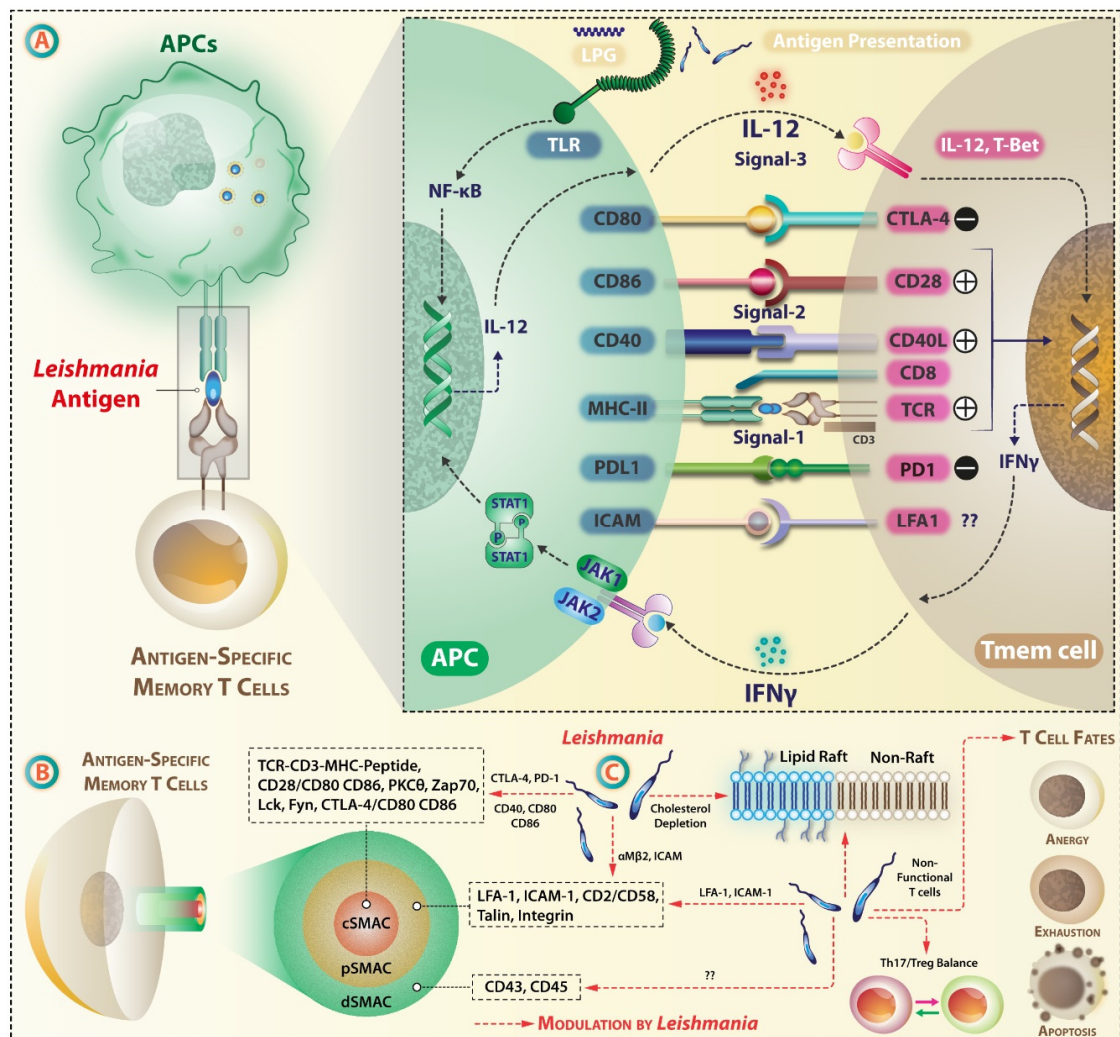 A
APCs
Leishmania
Antigen
ANTIGEN-SPECIFIC
MEMORY T CELLS
LPG
Antigen Presentation
TLR
NF-κB
IL-12
IL-12
Signal-3
IL-12, T-Bet
CD80
CTLA-4
CD86
CD28
Signal-2
CD40
CD40L
CD8
MHC-II
TCR
Signal-1
CD3
PDL1
PD1
ICAM
LFA1
??
IFNγ
STAT1
P
P
STAT1
JAK1
JAK2
APC
Tmem cell
IFNγ
B
ANTIGEN-SPECIFIC
MEMORY T CELLS
TCR-CD3-MHC-Peptide,
CD28/CD80 CD86, PKCθ, Zap70,
Lck, Fyn, CTLA-4/CD80 CD86
cSMAC
pSMAC
dSMAC
LFA-1, ICAM-1, CD2/CD58,
Talin, Integrin
CD43, CD45
Leishmania
C
CTLA-4, PD-1
CD40, CD80
CD86
αMβ2, ICAM
Cholesterol
Depletion
Lipid Raft
Non-Raft
LFA-1, ICAM-1
??
Non-
Functional
T cells
Th17/Treg Balance
T CELL FATES
ANERGY
EXHAUSTION
APOPTOSIS
MODULATION BY Leishmania